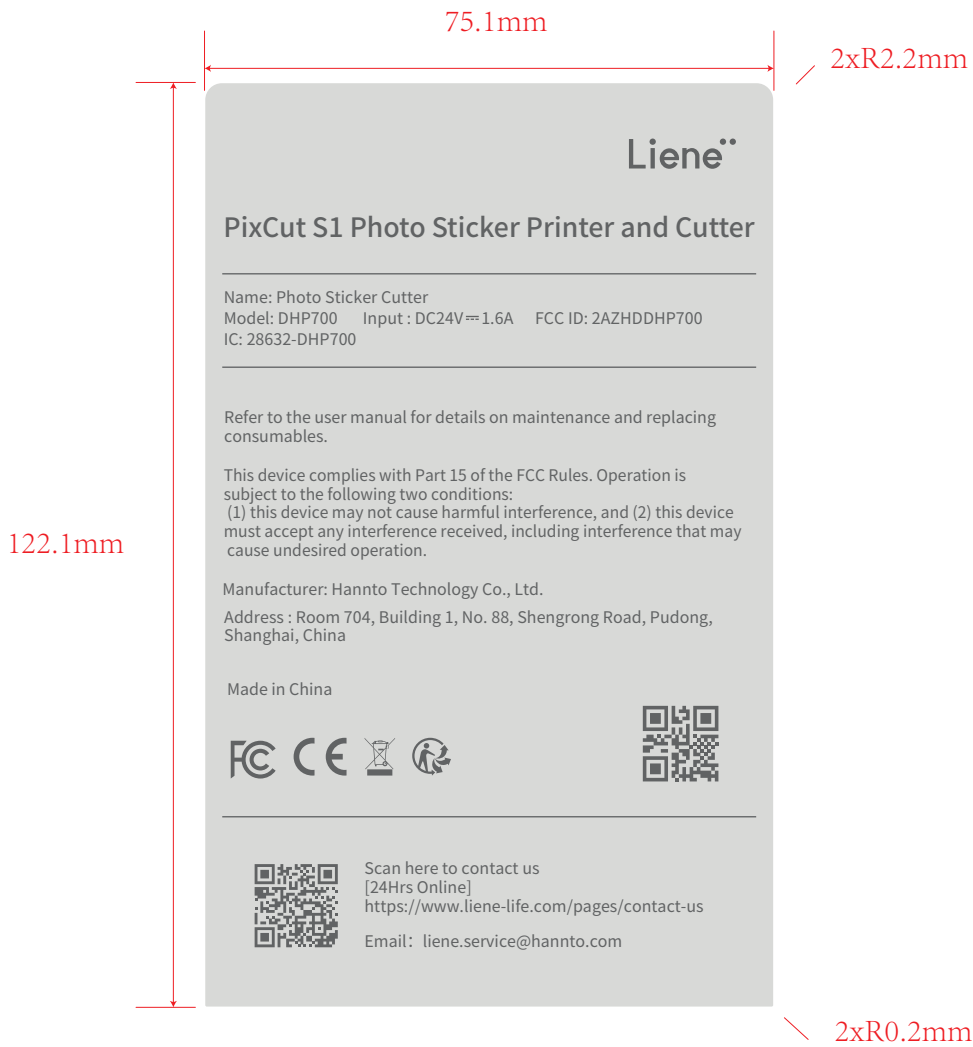 75.1mm
2xR2.2mm
Liene
PixCut S1 Photo Sticker Printer and Cutter
Name: Photo Sticker Cutter
Model: DHP700 Input : DC24V⎓1.6A FCC ID: 2AZHDDHP700
IC: 28632-DHP700
Refer to the user manual for details on maintenance and replacing
consumables.
This device complies with Part 15 of the FCC Rules. Operation is
subject to the following two conditions:
(1) this device may not cause harmful interference, and (2) this device
must accept any interference received, including interference that may
cause undesired operation.
122.1mm
Manufacturer: Hannto Technology Co., Ltd.
Address : Room 704, Building 1, No. 88, Shengrong Road, Pudong,
Shanghai, China
Made in China
FC CE
Scan here to contact us
[24Hrs Online]
https://www.liene-life.com/pages/contact-us
Email：liene.service@hannto.com
2xR0.2mm